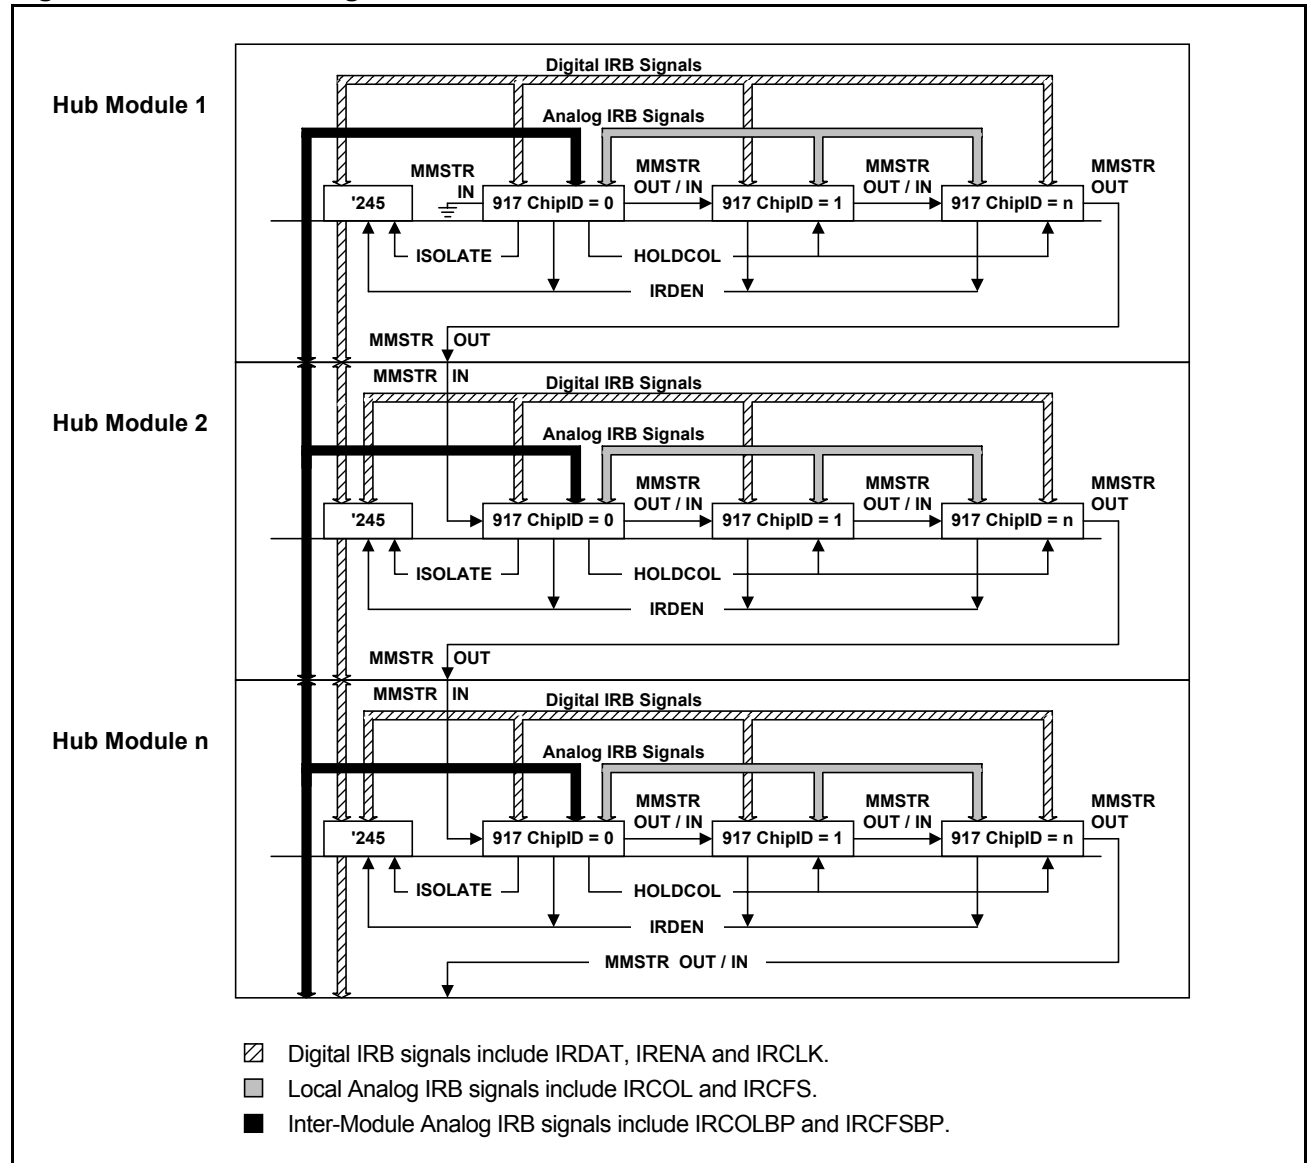 Hub Module 1
Digital IRB Signals
Analog IRB Signals
MMSTR
IN
MMSTR
OUT / IN
MMSTR
OUT / IN
MMSTR
OUT
'245
917 ChipID = 0
917 ChipID = 1
917 ChipID = n
ISOLATE
HOLDCOL
IRDEN
MMSTR OUT
MMSTR IN
Hub Module 2
Digital IRB Signals
Analog IRB Signals
MMSTR
OUT / IN
MMSTR
OUT / IN
MMSTR
OUT
'245
917 ChipID = 0
917 ChipID = 1
917 ChipID = n
ISOLATE
HOLDCOL
IRDEN
MMSTR OUT
MMSTR IN
Hub Module n
Digital IRB Signals
Analog IRB Signals
MMSTR
OUT / IN
MMSTR
OUT / IN
MMSTR
OUT
'245
917 ChipID = 0
917 ChipID = 1
917 ChipID = n
ISOLATE
HOLDCOL
IRDEN
MMSTR OUT / IN
Digital IRB signals include IRDAT, IRENA and IRCLK.
Local Analog IRB signals include IRCOL and IRCFS.
Inter-Module Analog IRB signals include IRCOLBP and IRCFSBP.